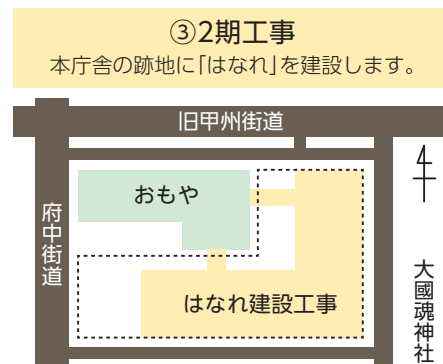 ③2期工事
本庁舎の跡地に「はなれ」を建設します。
旧甲州街道
おもや
府中街道
はなれ建設工事
大國魂神社